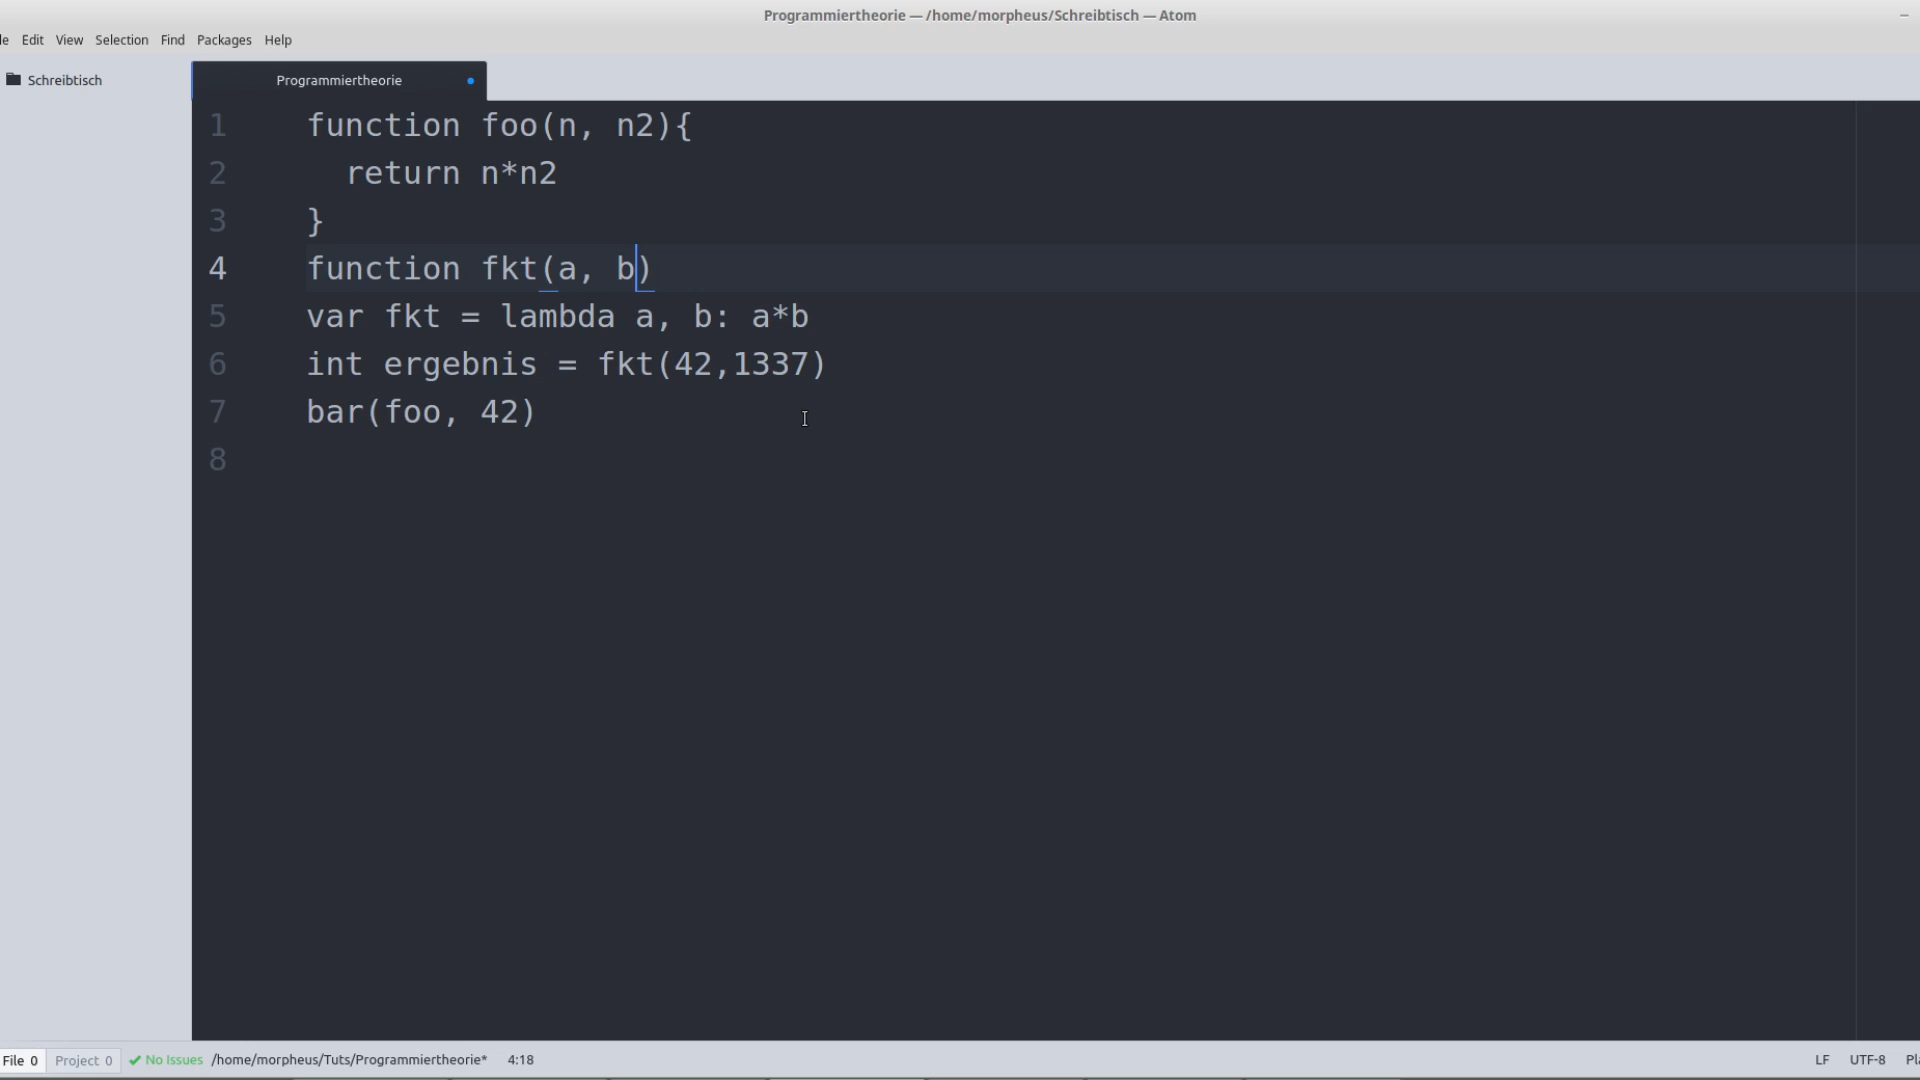 Programmiertheorie — /home/morpheus/Schreibtisch — Atom
le Edit View Selection Find Packages Help
Schreibtisch
Programmiertheorie
1 function foo(n, n2){
2 return n*n2
3 }
4 function fkt(a, b)
5 var fkt = lambda a, b: a*b
6 int ergebnis = fkt(42,1337)
7 bar(foo, 42)
8
File 0 Project 0 No Issues /home/morpheus/Tuts/Programmiertheorie* 4:18 LF UTF-8 Pla